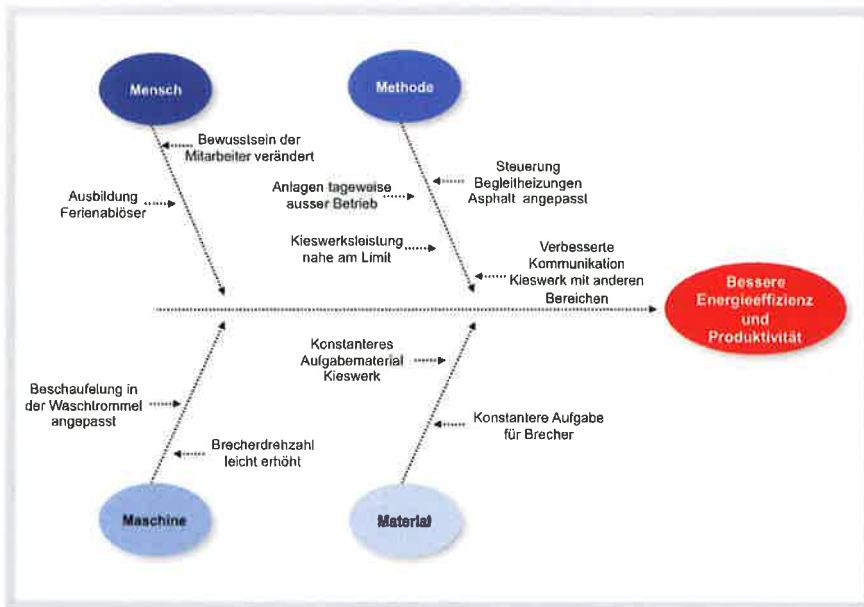 Mensch
Methode
Bewusstsein der
Mitarbeiter verändert
Ausbildung
Ferienablöser
Steuerung
Begleitheizungen
Asphalt angepasst
Anlagen tageweise
ausser Betrieb
Kieswerksleistung
nahe am Limit
Verbesserte
Kommunikation
Kieswerk mit anderen
Bereichen
Bessere
Energieeffizienz
und
Produktivität
Konstanteres
Aufgabematerial
Kieswerk
Beschaufelung in
der Waschtrommel
angepasst
Konstantere Aufgabe
für Brecher
Brecherdrehzahl
leicht erhöht
Maschine
Material